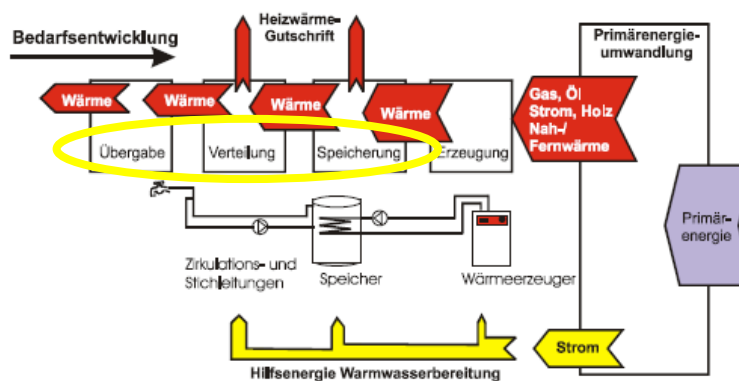 Bedarfsentwicklung
Heizwärme-
Gutschrift
Primärenergie-
umwandlung
Wärme
Wärme
Wärme
Wärme
Gas, Öl
Strom, Holz
Nah-/
Fernwärme
Übergabe
Verteilung
Speicherung
Erzeugung
Primär-
energie
Zirkulations- und
Stichleitungen
Speicher
Wärmeerzeuger
Strom
Hilfsenergie Warmwasserbereitung